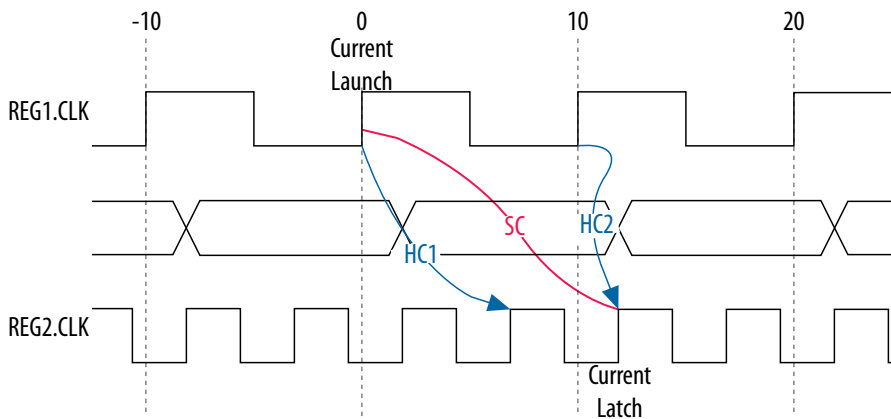 -10 0 10 20
Current
Launch
REG1.CLK
SC
HC2
HC1
REG2.CLK
Current
Latch